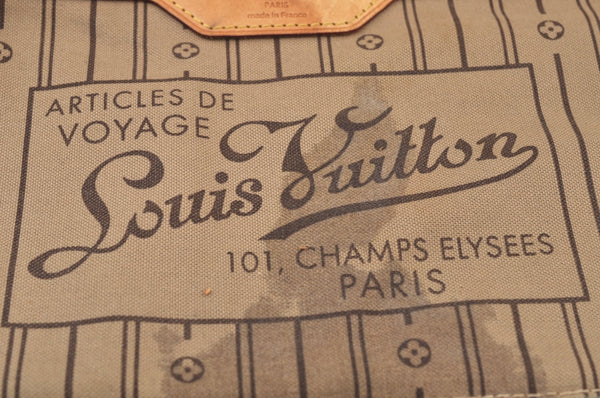 PARIS
made in France
ARTICLES DE
VOYAGE
Louis Vuitton
101, CHAMPS ELYSEES
PARIS